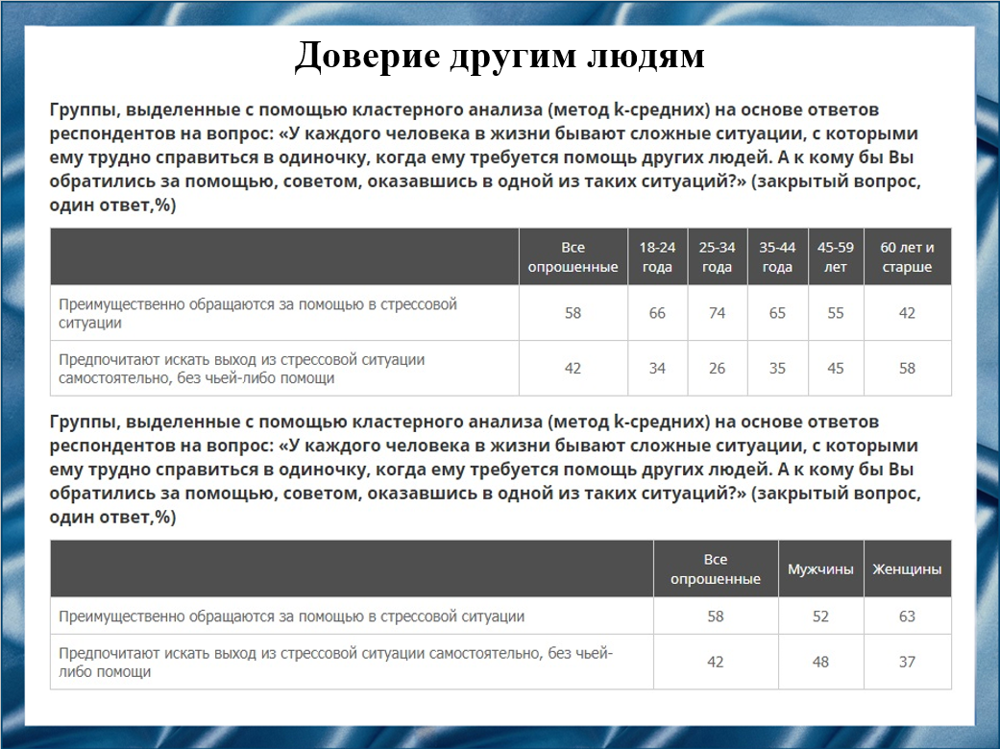 Доверие другим людям
Группы, выделенные с помощью кластерного анализа (метод k-средних) на основе ответов
респондентов на вопрос: «У каждого человека в жизни бывают сложные ситуации, с которыми
ему трудно справиться в одиночку, когда ему требуется помощь других людей. А к кому бы Вы
обратились за помощью, советом, оказавшись в одной из таких ситуаций?» (закрытый вопрос,
один ответ,%)
Все опрошенные 18-24 года 25-34 года 35-44 года 45-59 лет 60 лет и старше
Преимущественно обращаются за помощью в стрессовой
ситуации
58 66 74 65 55 42
Предпочитают искать выход из стрессовой ситуации
самостоятельно, без чьей-либо помощи
42 34 26 35 45 58
Группы, выделенные с помощью кластерного анализа (метод k-средних) на основе ответов
респондентов на вопрос: «У каждого человека в жизни бывают сложные ситуации, с которыми
ему трудно справиться в одиночку, когда ему требуется помощь других людей. А к кому бы Вы
обратились за помощью, советом, оказавшись в одной из таких ситуаций?» (закрытый вопрос,
один ответ,%)
Все опрошенные Мужчины Женщины
Преимущественно обращаются за помощью в стрессовой ситуации 58 52 63
Предпочитают искать выход из стрессовой ситуации самостоятельно, без чьей-
либо помощи
42 48 37